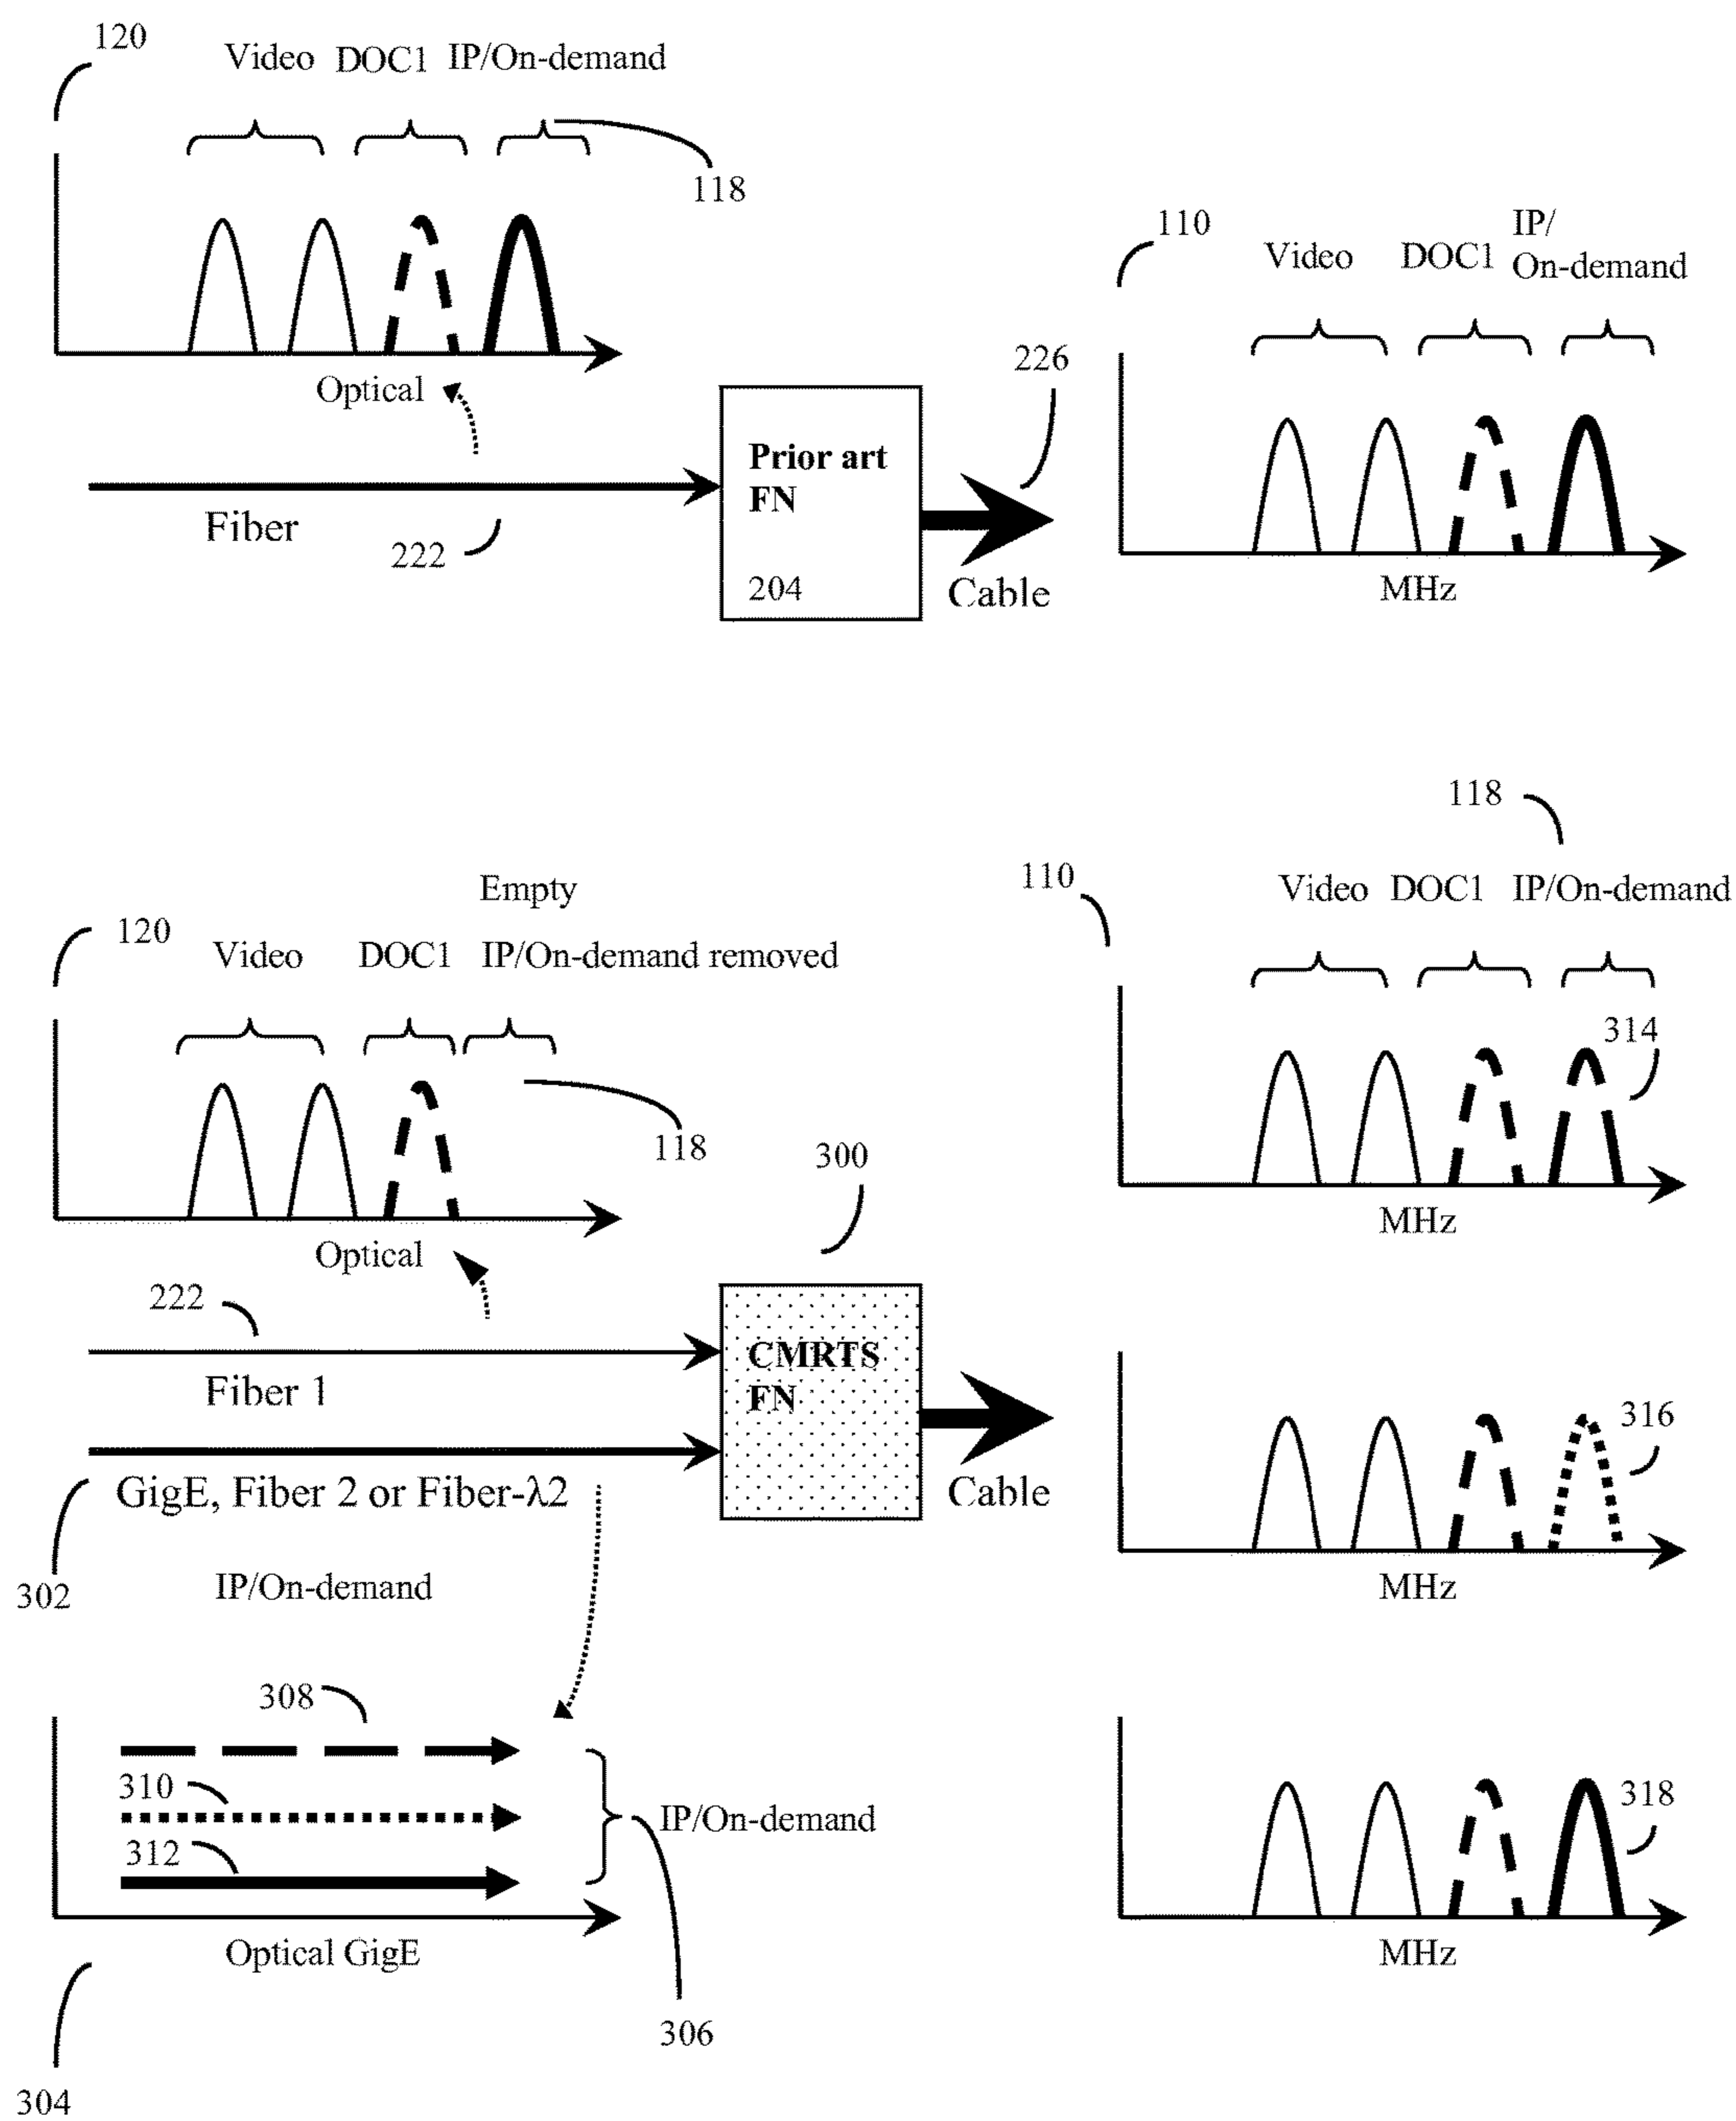 120
Video DOC1 IP/On-demand
118
Optical
Fiber
222
Prior art
FN
204
226
Cable
110
Video DOC1 IP/
On-demand
MHz
Empty
120
Video DOC1 IP/On-demand removed
118
Optical
222
Fiber 1
GigE, Fiber 2 or Fiber-λ2
302
IP/On-demand
300
CMRTS
FN
Cable
308
310
312
IP/On-demand
Optical GigE
306
304
118
110
Video DOC1 IP/On-demand
314
MHz
316
MHz
318
MHz